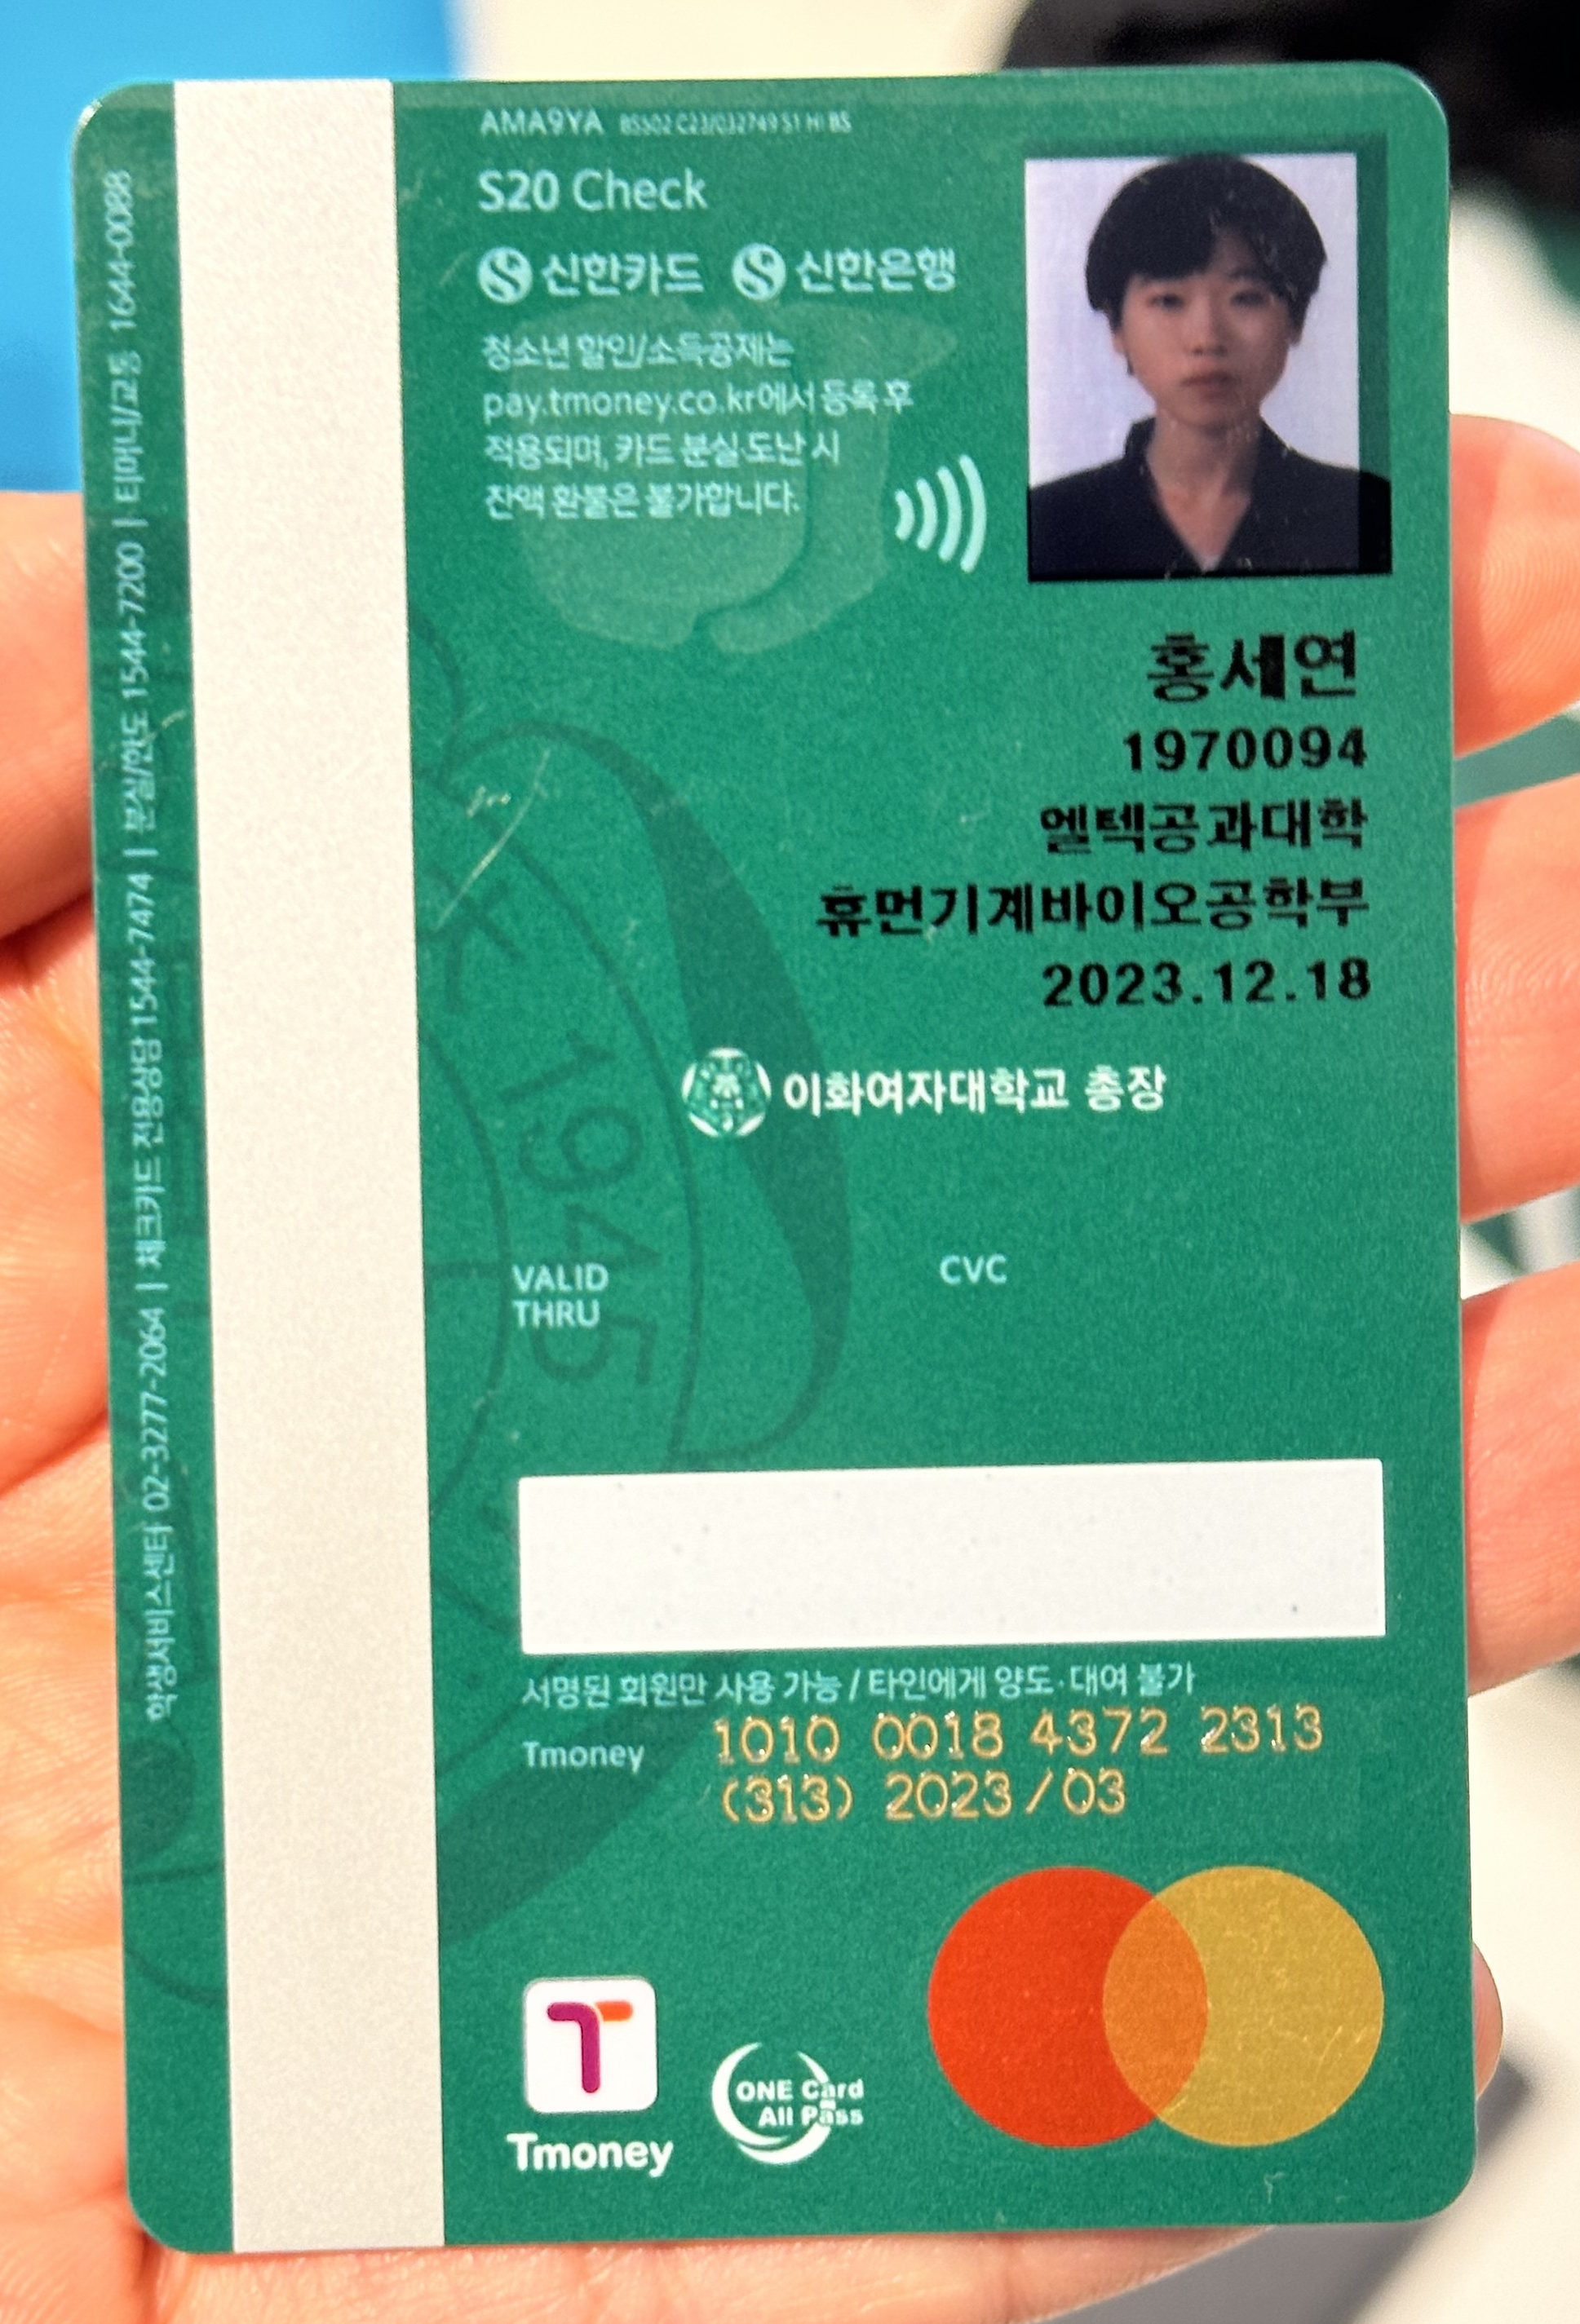 AMA9YA
S20 Check
신한카드 신한은행
청소년 할인/소득공제는
pay.tmoney.co.kr에서 등록 후
적용되며, 카드 분실·도난 시
잔액 환불은 불가합니다.
홍세연
1970094
엘텍공과대학
휴먼기계바이오공학부
2023.12.18
이화여자대학교 총장
1945
VALID
THRU
CVC
서명된 회원만 사용 가능 / 타인에게 양도·대여 불가
Tmoney 1010 0018 4372 2313
(313) 2023/03
Tmoney
ONE Card
All Pass
학생서비스센터 02-3277-2064 | 체크카드 전용상담 1544-7474 | 분실/한도 1544-7200 | 티머니/교통 1644-0088